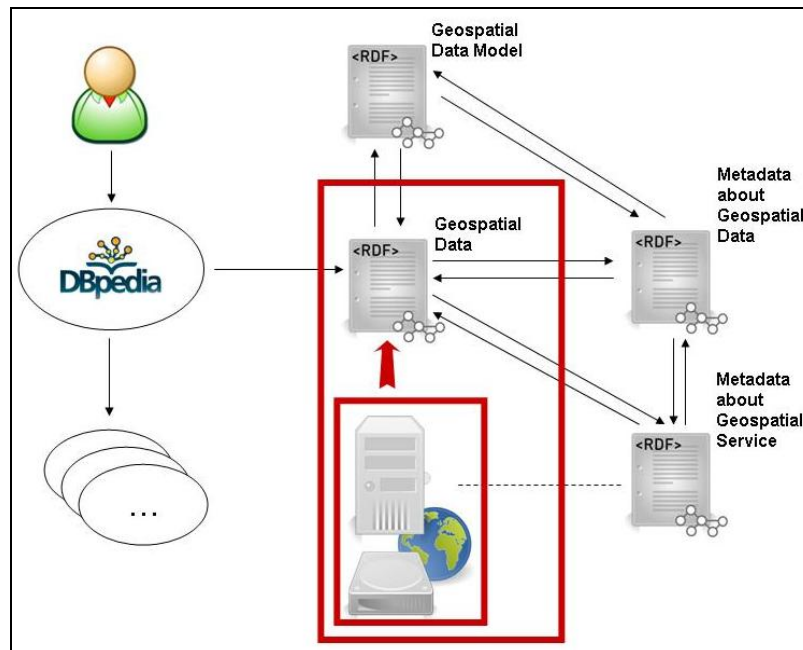 Geospatial
Data Model
<RDF>
Metadata
about
Geospatial
Data
<RDF>
Geospatial
Data
<RDF>
DBpedia
Metadata
about
Geospatial
Service
<RDF>
...